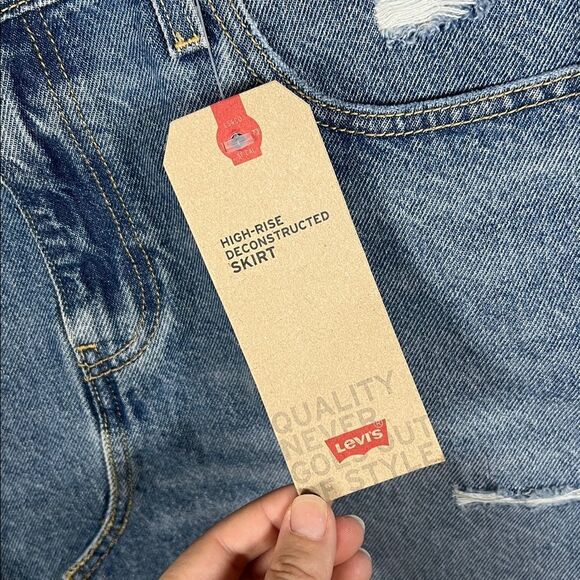 HIGH-RISE
DECONSTRUCTED
SKIRT
QUALITY
NEVER
GOES OUT
OF STYLE
LEVI'S
®